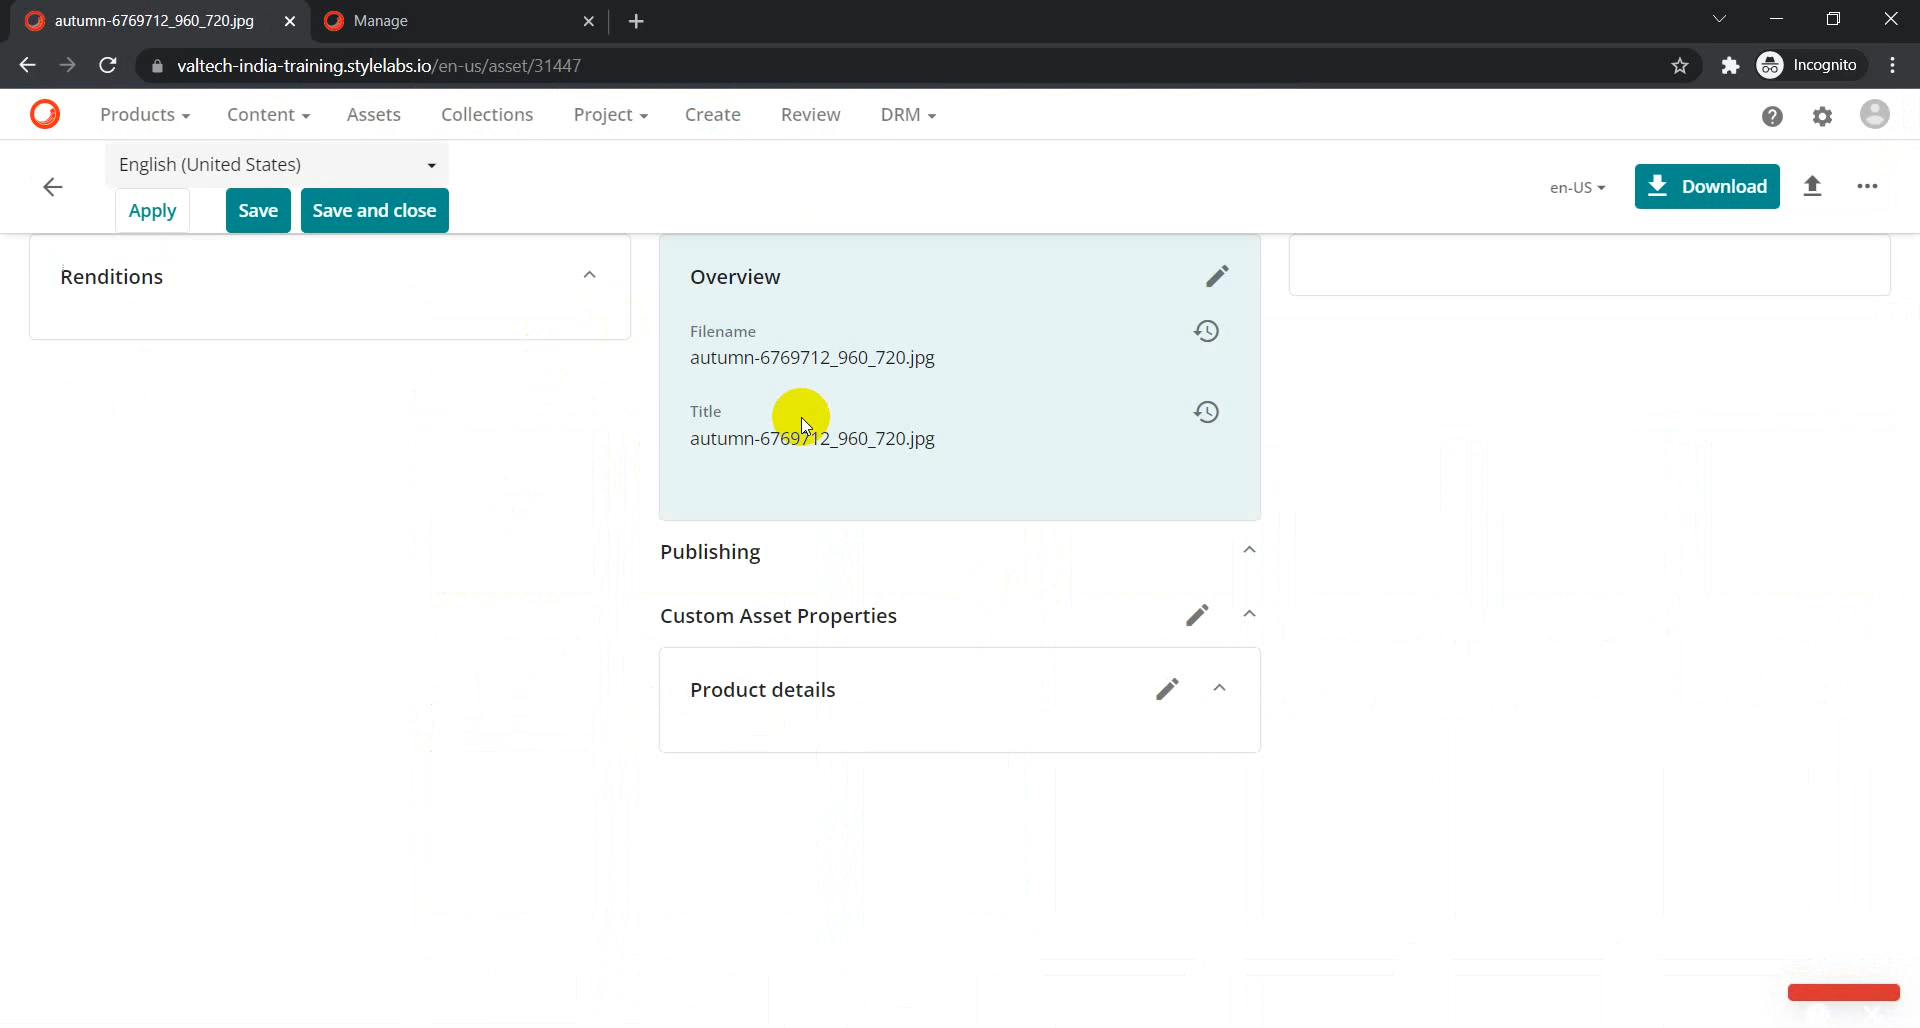 autumn-6769712_960_720.jpg
Manage
valtech-india-training.stylelabs.io/en-us/asset/31447
Incognito
Products
Content
Assets
Collections
Project
Create
Review
DRM
English (United States)
Apply
Save
Save and close
en-US
Download
Renditions
Overview
Filename
autumn-6769712_960_720.jpg
Title
autumn-6769712_960_720.jpg
Publishing
Custom Asset Properties
Product details